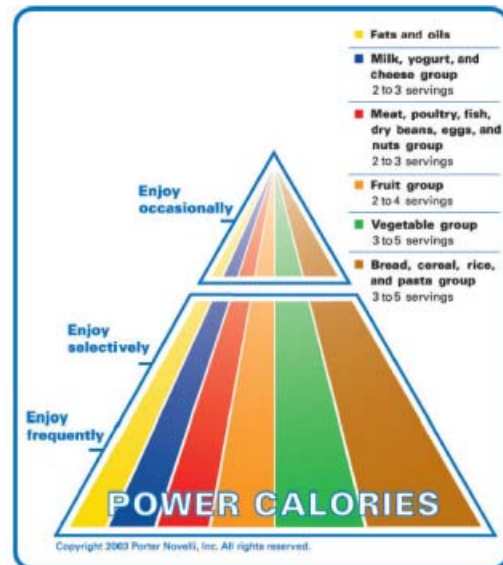 Fats and oils
Milk, yogurt, and
cheese group
2 to 3 servings
Meat, poultry, fish,
dry beans, eggs, and
nuts group
2 to 3 servings
Fruit group
2 to 4 servings
Vegetable group
3 to 5 servings
Bread, cereal, rice,
and pasta group
3 to 5 servings
Enjoy
occasionally
Enjoy
selectively
Enjoy
frequently
POWER CALORIES
Copyright 2003 Porter Novelli, Inc. All rights reserved.